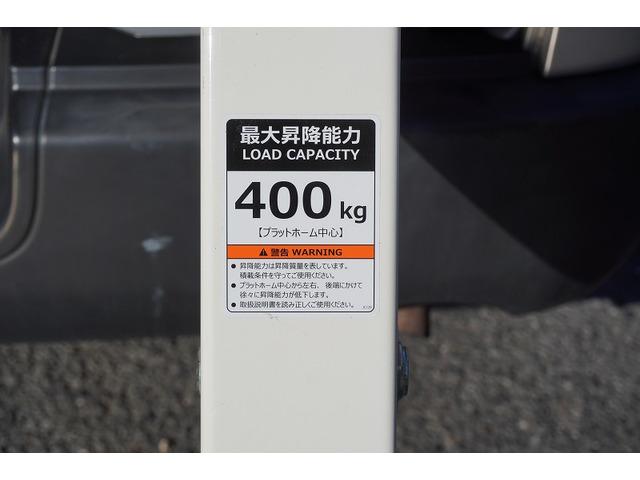 最大昇降能力
LOAD CAPACITY
400 kg
【プラットホーム中心】
⚠ 警告 WARNING
● 昇降能力は昇降質量を表しています。
積載条件を守ってご使用ください。
● プラットホーム中心から左右、後端にかけて
徐々に昇降能力が低下します。
● 取扱説明書を読み正しくご使用ください。